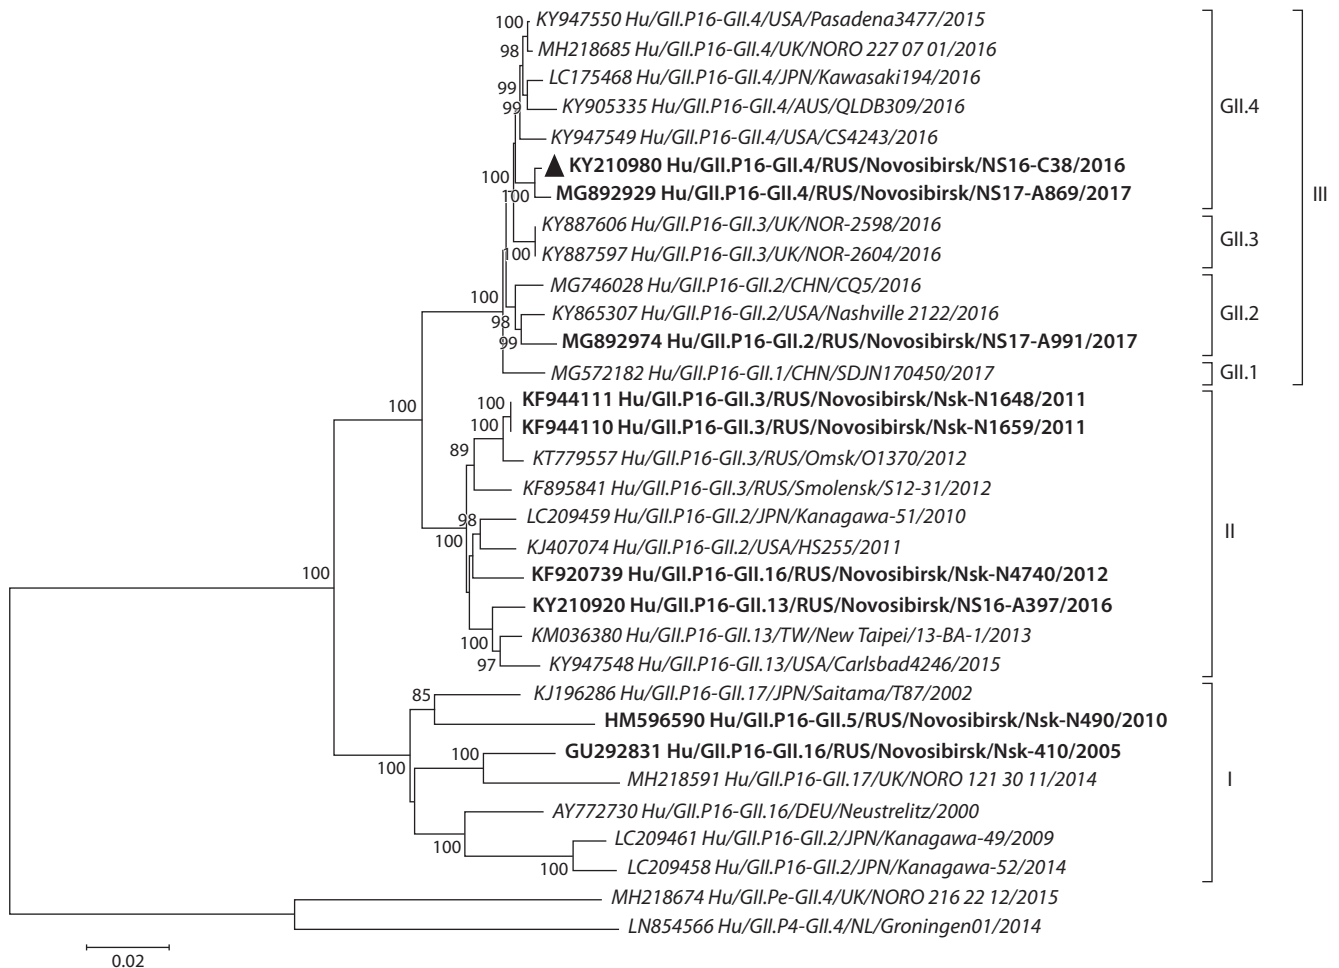 100 KY947550 Hu/GII.P16-GII.4/USA/Pasadena3477/2015
98 MH218685 Hu/GII.P16-GII.4/UK/NORO 227 07 01/2016
LC175468 Hu/GII.P16-GII.4/JPN/Kawasaki194/2016
99
99 KY905335 Hu/GII.P16-GII.4/AUS/QLDB309/2016
GII.4
KY947549 Hu/GII.P16-GII.4/USA/CS4243/2016
KY210980 Hu/GII.P16-GII.4/RUS/Novosibirsk/NS16-C38/2016
100
100 MG892929 Hu/GII.P16-GII.4/RUS/Novosibirsk/NS17-A869/2017
III
KY887606 Hu/GII.P16-GII.3/UK/NOR-2598/2016
GII.3
100 KY887597 Hu/GII.P16-GII.3/UK/NOR-2604/2016
MG746028 Hu/GII.P16-GII.2/CHN/CQ5/2016
100
KY865307 Hu/GII.P16-GII.2/USA/Nashville 2122/2016
GII.2
98
99 MG892974 Hu/GII.P16-GII.2/RUS/Novosibirsk/NS17-A991/2017
MG572182 Hu/GII.P16-GII.1/CHN/SDJN170450/2017
GII.1
100 KF944111 Hu/GII.P16-GII.3/RUS/Novosibirsk/Nsk-N1648/2011
100
100 KF944110 Hu/GII.P16-GII.3/RUS/Novosibirsk/Nsk-N1659/2011
89
KT779557 Hu/GII.P16-GII.3/RUS/Omsk/O1370/2012
KF895841 Hu/GII.P16-GII.3/RUS/Smolensk/S12-31/2012
98 LC209459 Hu/GII.P16-GII.2/JPN/Kanagawa-51/2010
II
100
KJ407074 Hu/GII.P16-GII.2/USA/HS255/2011
100
KF920739 Hu/GII.P16-GII.16/RUS/Novosibirsk/Nsk-N4740/2012
KY210920 Hu/GII.P16-GII.13/RUS/Novosibirsk/NS16-A397/2016
KM036380 Hu/GII.P16-GII.13/TW/New Taipei/13-BA-1/2013
100
97 KY947548 Hu/GII.P16-GII.13/USA/Carlsbad4246/2015
85 KJ196286 Hu/GII.P16-GII.17/JPN/Saitama/T87/2002
HM596590 Hu/GII.P16-GII.5/RUS/Novosibirsk/Nsk-N490/2010
100 GU292831 Hu/GII.P16-GII.16/RUS/Novosibirsk/Nsk-410/2005
100
MH218591 Hu/GII.P16-GII.17/UK/NORO 121 30 11/2014
I
AY772730 Hu/GII.P16-GII.16/DEU/Neustrelitz/2000
LC209461 Hu/GII.P16-GII.2/JPN/Kanagawa-49/2009
100
100 LC209458 Hu/GII.P16-GII.2/JPN/Kanagawa-52/2014
MH218674 Hu/GII.Pe-GII.4/UK/NORO 216 22 12/2015
LN854566 Hu/GII.P4-GII.4/NL/Groningen01/2014
0.02